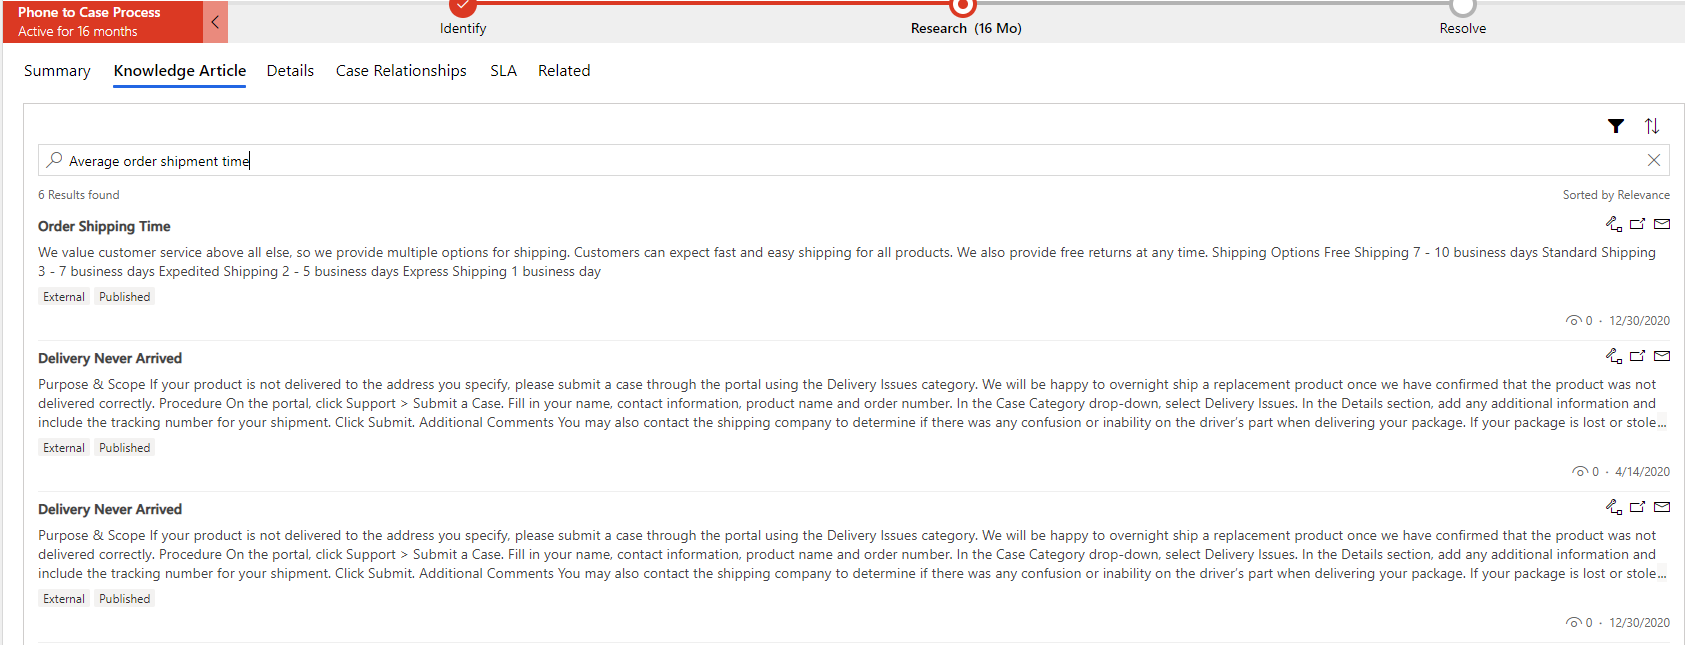 Phone to Case Process
Active for 16 months
Identify
Research (16 Mo)
Resolve
Summary Knowledge Article Details Case Relationships SLA Related
Average order shipment time
6 Results found
Sorted by Relevance
Order Shipping Time
We value customer service above all else, so we provide multiple options for shipping. Customers can expect fast and easy shipping for all products. We also provide free returns at any time. Shipping Options Free Shipping 7 - 10 business days Standard Shipping
3 - 7 business days Expedited Shipping 2 - 5 business days Express Shipping 1 business day
External Published
0 · 12/30/2020
Delivery Never Arrived
Purpose & Scope If your product is not delivered to the address you specify, please submit a case through the portal using the Delivery Issues category. We will be happy to overnight ship a replacement product once we have confirmed that the product was not
delivered correctly. Procedure On the portal, click Support > Submit a Case. Fill in your name, contact information, product name and order number. In the Case Category drop-down, select Delivery Issues. In the Details section, add any additional information and
include the tracking number for your shipment. Click Submit. Additional Comments You may also contact the shipping company to determine if there was any confusion or inability on the driver's part when delivering your package. If your package is lost or stole...
External Published
0 · 4/14/2020
Delivery Never Arrived
Purpose & Scope If your product is not delivered to the address you specify, please submit a case through the portal using the Delivery Issues category. We will be happy to overnight ship a replacement product once we have confirmed that the product was not
delivered correctly. Procedure On the portal, click Support > Submit a Case. Fill in your name, contact information, product name and order number. In the Case Category drop-down, select Delivery Issues. In the Details section, add any additional information and
include the tracking number for your shipment. Click Submit. Additional Comments You may also contact the shipping company to determine if there was any confusion or inability on the driver's part when delivering your package. If your package is lost or stole...
External Published
0 · 12/30/2020